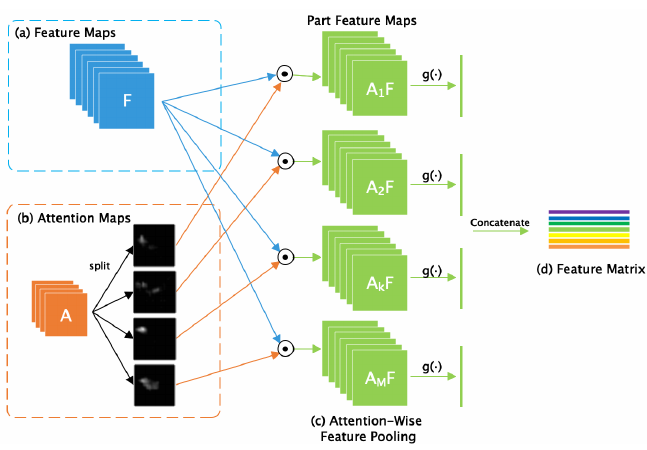 (a) Feature Maps
F
(b) Attention Maps
split
A
Part Feature Maps
A₁F
g(·)
A₂F
g(·)
AₖF
g(·)
AMF
g(·)
(c) Attention-Wise
Feature Pooling
Concatenate
(d) Feature Matrix